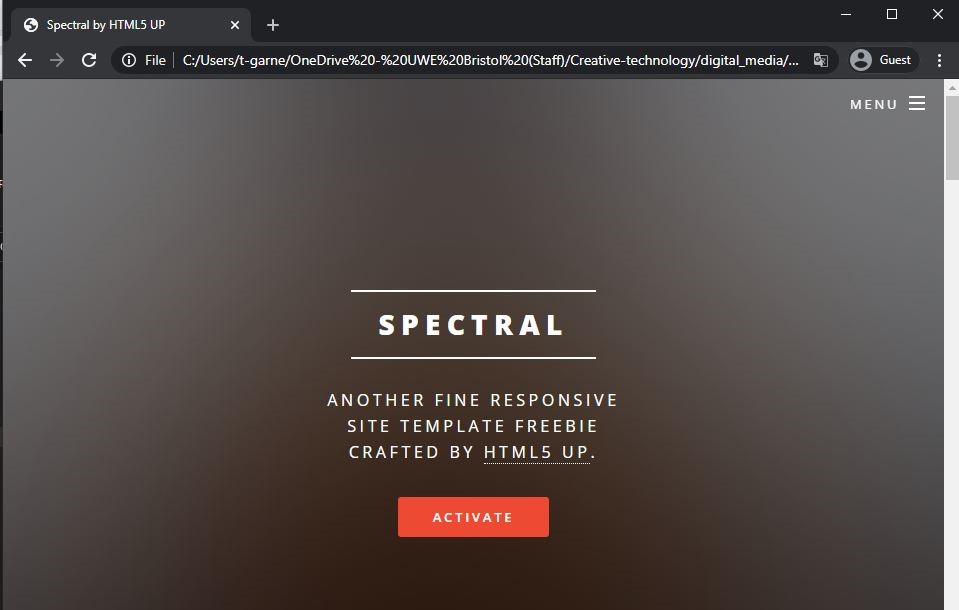 Spectral by HTML5 UP
File C:/Users/t-garne/OneDrive%20-%20UWE%20Bristol%20(Staff)/Creative-technology/digital_media/... Guest
MENU
SPECTRAL
ANOTHER FINE RESPONSIVE
SITE TEMPLATE FREEBIE
CRAFTED BY HTML5 UP.
ACTIVATE